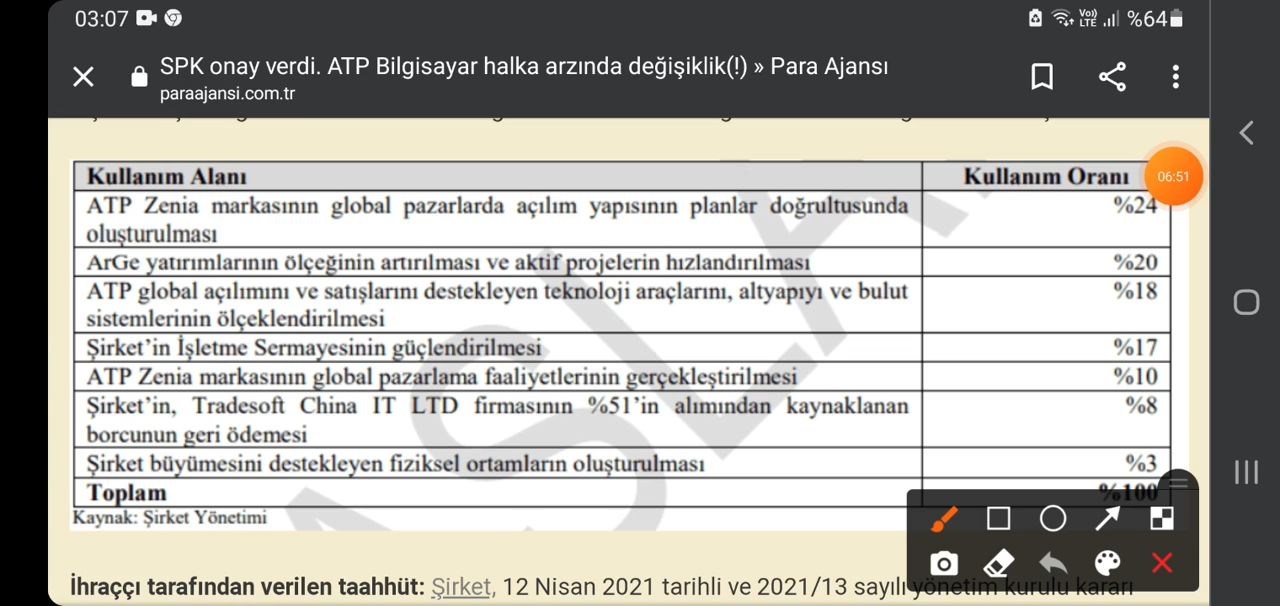 03:07
Vo)) LTE %64
SPK onay verdi. ATP Bilgisayar halka arzında değişiklik(!) » Para Ajansı
paraajansi.com.tr
Kullanım Alanı Kullanım Oranı
06:51
ATP Zenia markasının global pazarlarda açılım yapısının planlar doğrultusunda %24
oluşturulması
ArGe yatırımlarının ölçeğinin artırılması ve aktif projelerin hızlandırılması %20
ATP global açılımını ve satışlarını destekleyen teknoloji araçlarını, altyapıyı ve bulut %18
sistemlerinin ölçeklendirilmesi
Şirket'in İşletme Sermayesinin güçlendirilmesi %17
ATP Zenia markasının global pazarlama faaliyetlerinin gerçekleştirilmesi %10
Şirket'in, Tradesoft China IT LTD firmasının %51'in alımından kaynaklanan %8
borcunun geri ödemesi
Şirket büyümesini destekleyen fiziksel ortamların oluşturulması %3
Toplam %100
Kaynak: Şirket Yönetimi
İhraççı tarafından verilen taahhüt: Şirket, 12 Nisan 2021 tarihli ve 2021/13 sayılı yönetim kurulu kararı